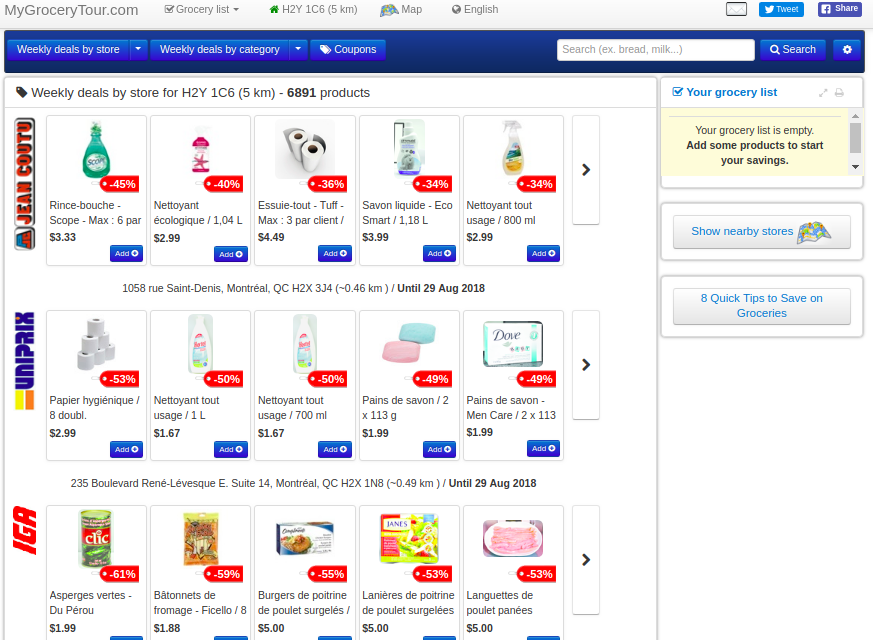 MyGroceryTour.com
Grocery list
H2Y 1C6 (5 km)
Map
English
Tweet
Share
Weekly deals by store
Weekly deals by category
Coupons
Search (ex. bread, milk...)
Search
Weekly deals by store for H2Y 1C6 (5 km) - 6891 products
JEAN COUTU
SCOPE
-45%
-40%
-36%
-34%
-34%
Rince-bouche -
Scope - Max : 6 par
$3.33
Add
Nettoyant
écologique / 1,04 L
$2.99
Add
Essuie-tout - Tuff -
Max : 3 par client /
$4.49
Add
Savon liquide - Eco
Smart / 1,18 L
$3.99
Add
Nettoyant tout
usage / 800 ml
$2.99
Add
1058 rue Saint-Denis, Montréal, QC H2X 3J4 (~0.46 km ) / Until 29 Aug 2018
UNIPRIX
Dove
-53%
-50%
-50%
-49%
-49%
Papier hygiénique /
8 doubl.
$2.99
Add
Nettoyant tout
usage / 1 L
$1.67
Add
Nettoyant tout
usage / 700 ml
$1.67
Add
Pains de savon / 2
x 113 g
$1.99
Add
Pains de savon -
Men Care / 2 x 113
$1.99
Add
235 Boulevard René-Lévesque E. Suite 14, Montréal, QC H2X 1N8 (~0.49 km ) / Until 29 Aug 2018
IGA
clic
JANES
-61%
-59%
-55%
-53%
-53%
Asperges vertes -
Du Pérou
$1.99
Bâtonnets de
fromage - Ficello / 8
$1.88
Burgers de poitrine
de poulet surgelés /
$5.00
Lanières de poitrine
de poulet surgelées
$5.00
Languettes de
poulet panées
$5.00
Your grocery list
Your grocery list is empty.
Add some products to start
your savings.
Show nearby stores
8 Quick Tips to Save on
Groceries